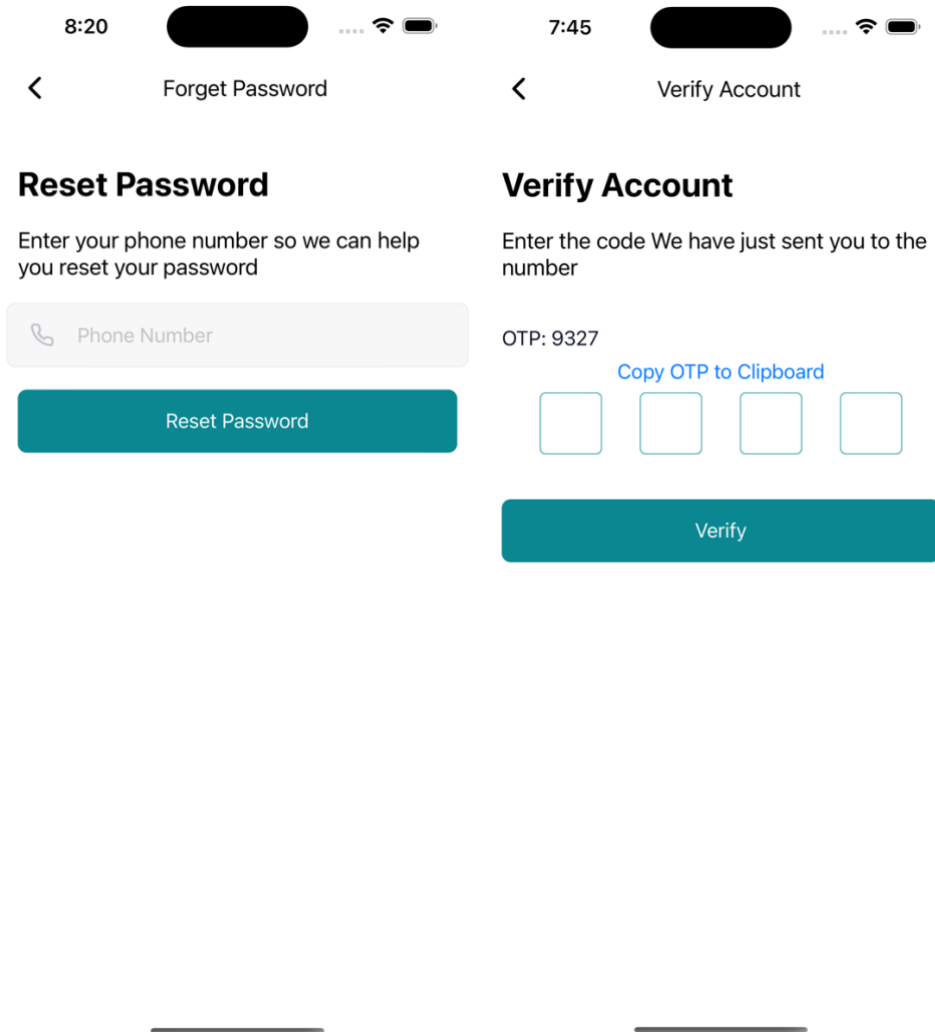 8:20
Forget Password
Reset Password
Enter your phone number so we can help
you reset your password
Phone Number
Reset Password
7:45
Verify Account
Verify Account
Enter the code We have just sent you to the
number
OTP: 9327
Copy OTP to Clipboard
Verify